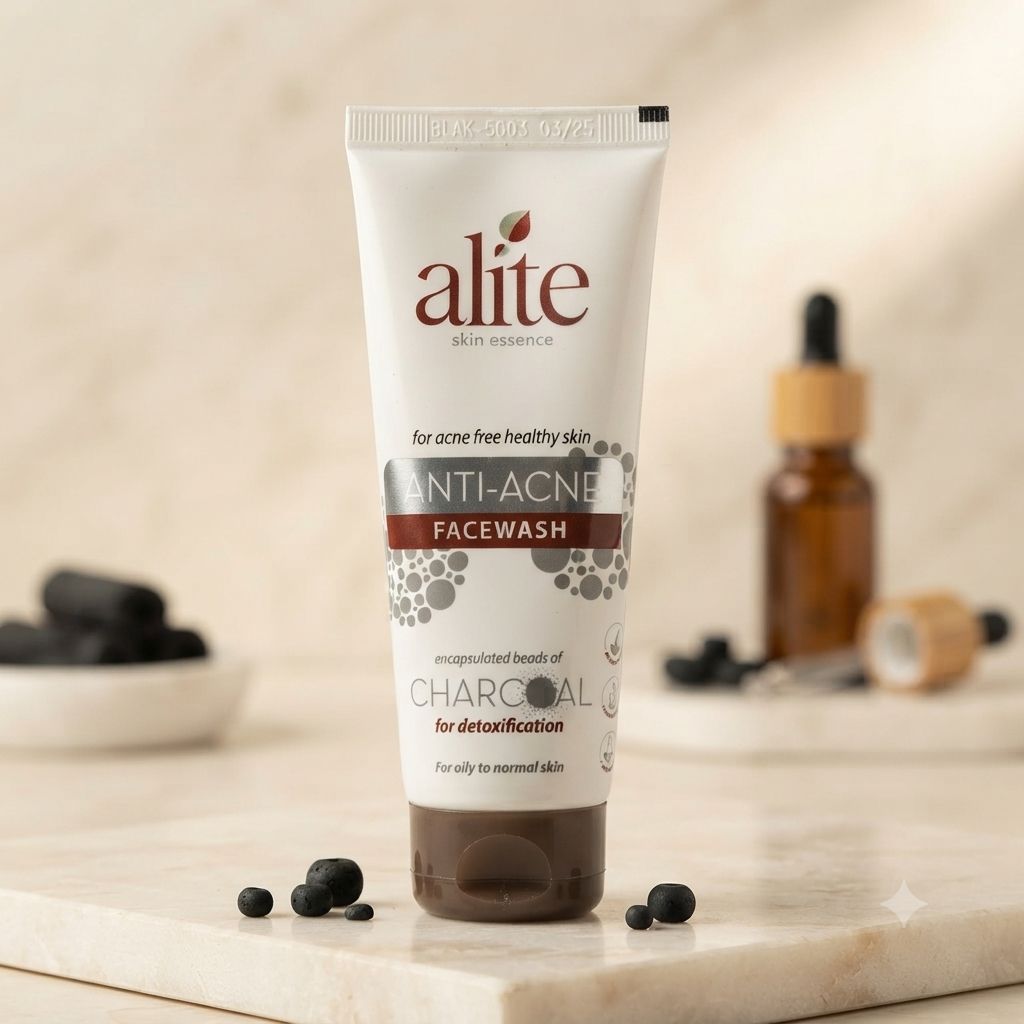 BLAK-5003 03/25
alite
skin essence
for acne free healthy skin
ANTI-ACNE
FACEWASH
encapsulated beads of
CHARCOAL
for detoxification
For oily to normal skin